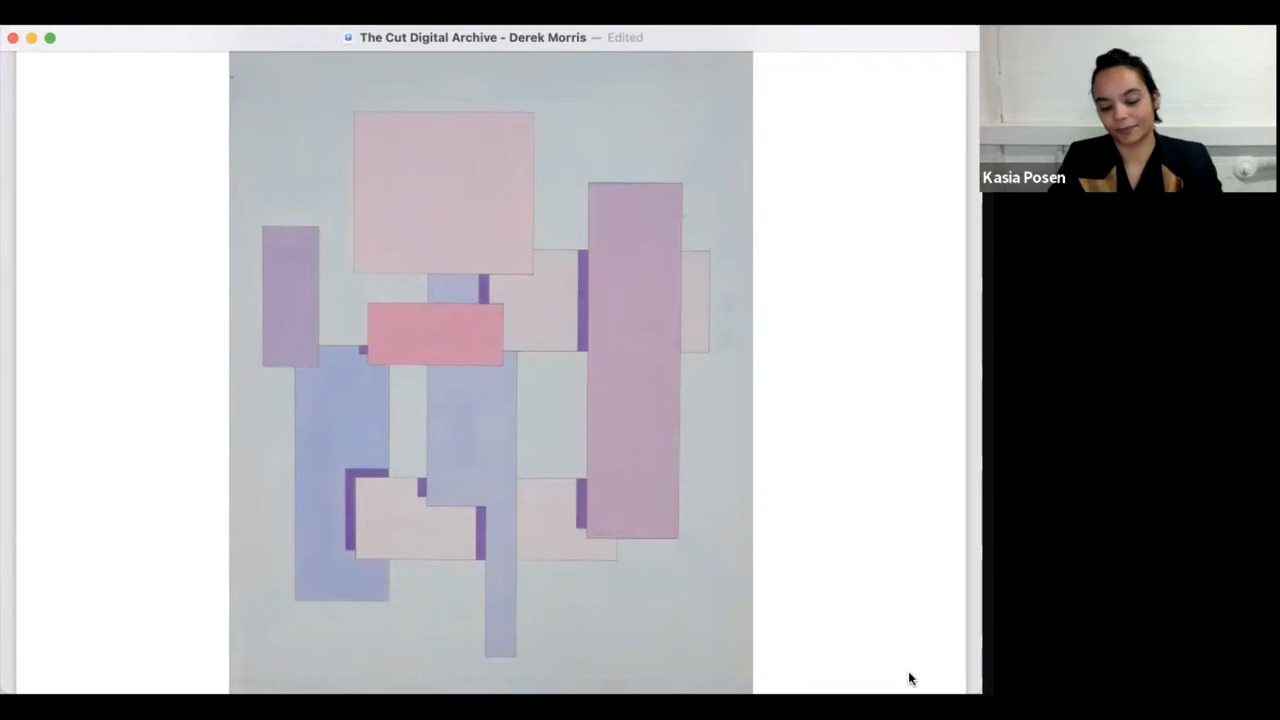 The Cut Digital Archive - Derek Morris — Edited
Kasia Posen